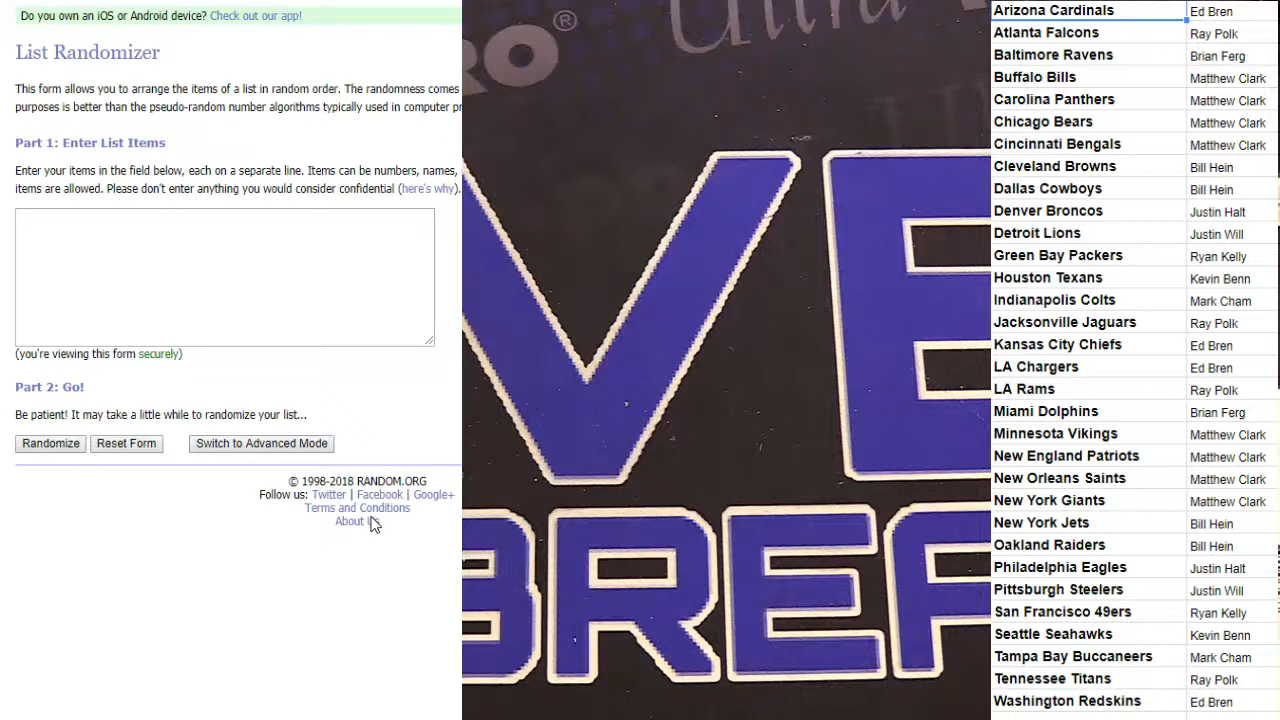 Do you own an iOS or Android device? Check out our app!
List Randomizer
This form allows you to arrange the items of a list in random order. The randomness comes
purposes is better than the pseudo-random number algorithms typically used in computer pr
Part 1: Enter List Items
Enter your items in the field below, each on a separate line. Items can be numbers, names,
items are allowed. Please don't enter anything you would consider confidential (here's why).
(you're viewing this form securely)
Part 2: Go!
Be patient! It may take a little while to randomize your list...
Randomize Reset Form Switch to Advanced Mode
© 1998-2018 RANDOM.ORG
Follow us: Twitter | Facebook | Google+
Terms and Conditions
About
RO®
Ultra
VE
BREA
Arizona Cardinals Ed Bren
Atlanta Falcons Ray Polk
Baltimore Ravens Brian Ferg
Buffalo Bills Matthew Clark
Carolina Panthers Matthew Clark
Chicago Bears Matthew Clark
Cincinnati Bengals Matthew Clark
Cleveland Browns Bill Hein
Dallas Cowboys Bill Hein
Denver Broncos Justin Halt
Detroit Lions Justin Will
Green Bay Packers Ryan Kelly
Houston Texans Kevin Benn
Indianapolis Colts Mark Cham
Jacksonville Jaguars Ray Polk
Kansas City Chiefs Ed Bren
LA Chargers Ed Bren
LA Rams Ray Polk
Miami Dolphins Brian Ferg
Minnesota Vikings Matthew Clark
New England Patriots Matthew Clark
New Orleans Saints Matthew Clark
New York Giants Matthew Clark
New York Jets Bill Hein
Oakland Raiders Bill Hein
Philadelphia Eagles Justin Halt
Pittsburgh Steelers Justin Will
San Francisco 49ers Ryan Kelly
Seattle Seahawks Kevin Benn
Tampa Bay Buccaneers Mark Cham
Tennessee Titans Ray Polk
Washington Redskins Ed Bren